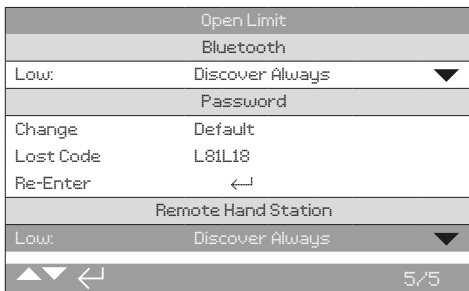 Open Limit
Bluetooth
Low: Discover Always
Password
Change Default
Lost Code L81L18
Re-Enter
Remote Hand Station
Low: Discover Always
5/5